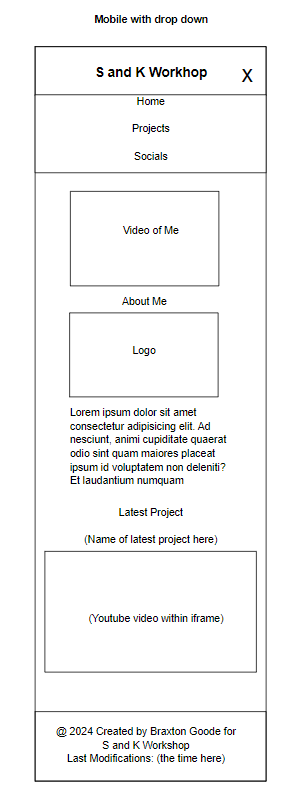 Mobile with drop down
S and K Workhop
X
Home
Projects
Socials
Video of Me
About Me
Logo
Lorem ipsum dolor sit amet
consectetur adipisicing elit. Ad
nesciunt, animi cupiditate quaerat
odio sint quam maiores placeat
ipsum id voluptatem non deleniti?
Et laudantium numquam
Latest Project
(Name of latest project here)
(Youtube video within iframe)
@ 2024 Created by Braxton Goode for
S and K Workshop
Last Modifications: (the time here)